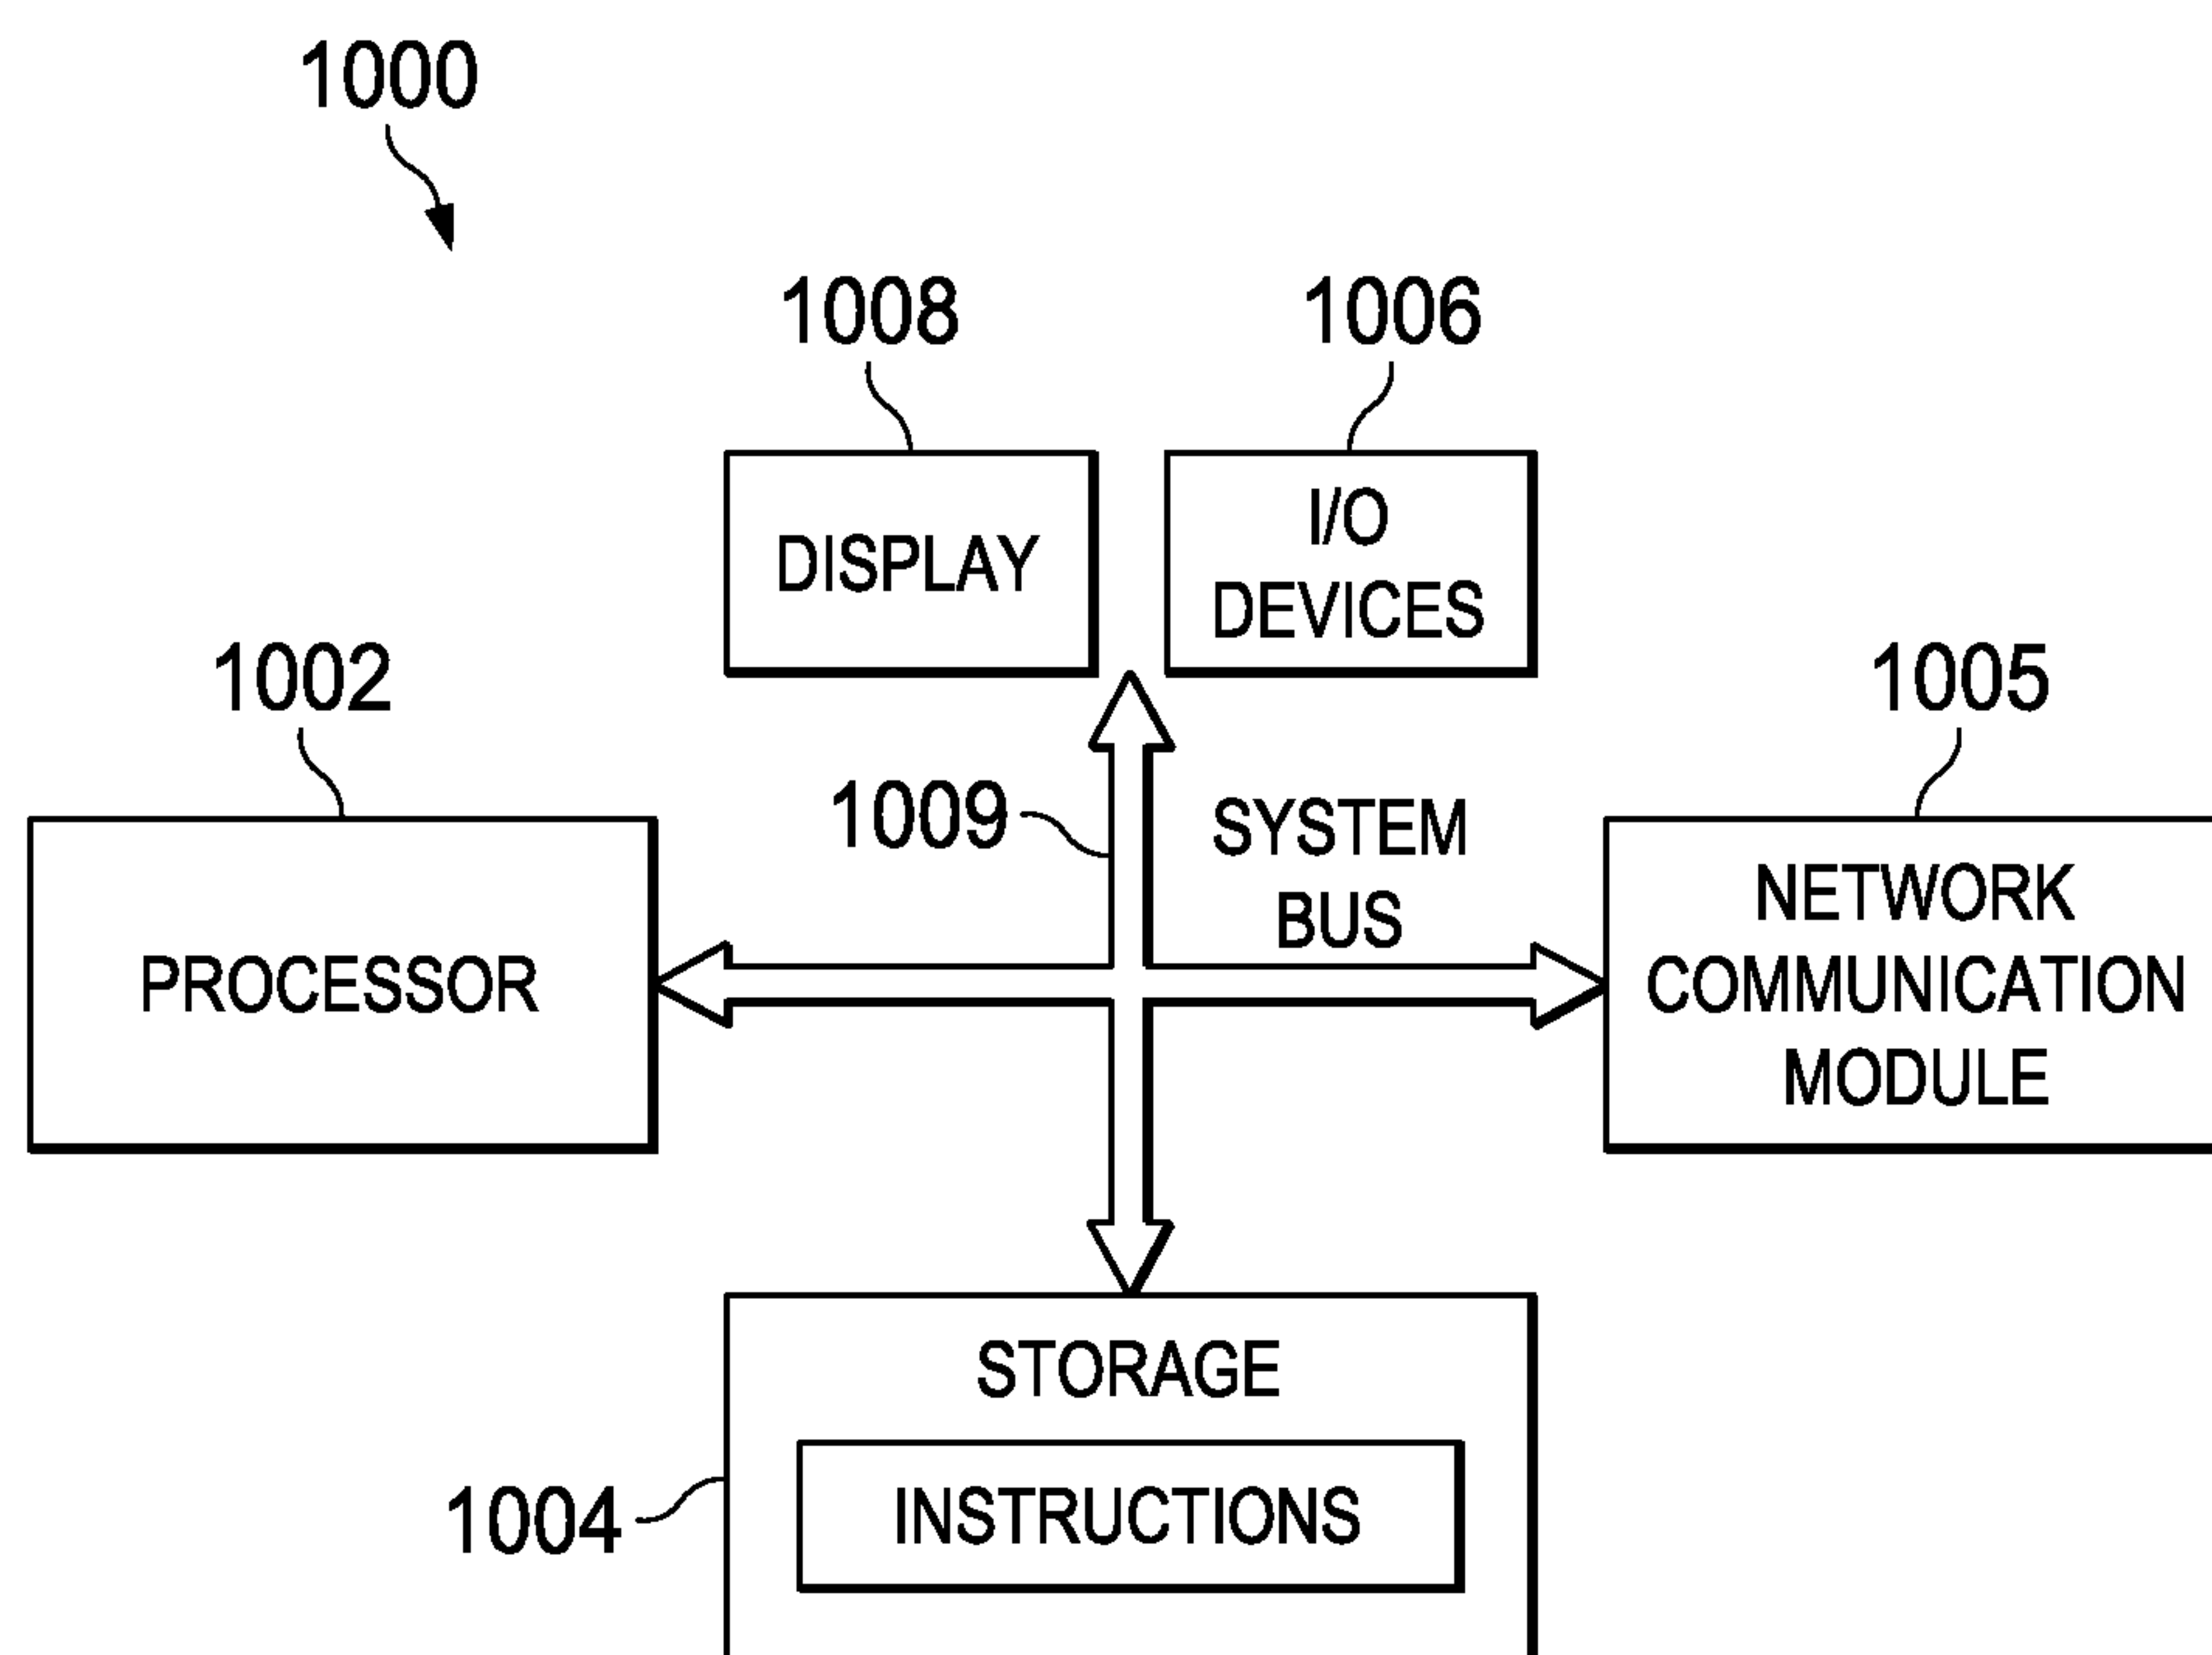 1000
1008
1006
DISPLAY
I/O
DEVICES
1002
1005
1009
SYSTEM
BUS
PROCESSOR
NETWORK
COMMUNICATION
MODULE
STORAGE
1004
INSTRUCTIONS